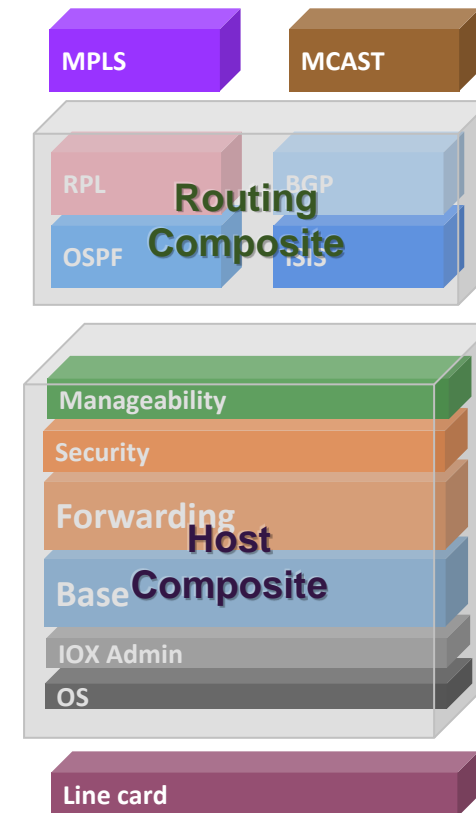 MPLS
MCAST
RPL
BGP
Routing
Composite
OSPF
ISIS
Manageability
Security
Forwarding
Host
Composite
Base
IOX Admin
OS
Line card